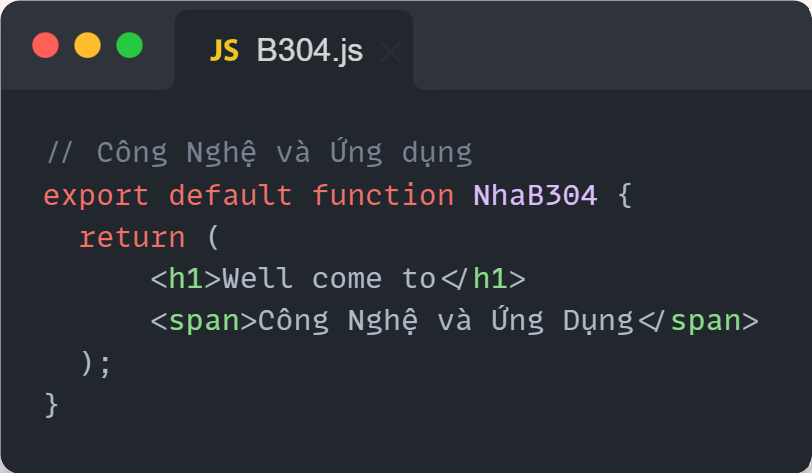 JS B304.js
// Công Nghệ và Ứng dụng
export default function NhaB304 {
return (
<h1>Well come to</h1>
<span>Công Nghệ và Ứng Dụng</span>
);
}